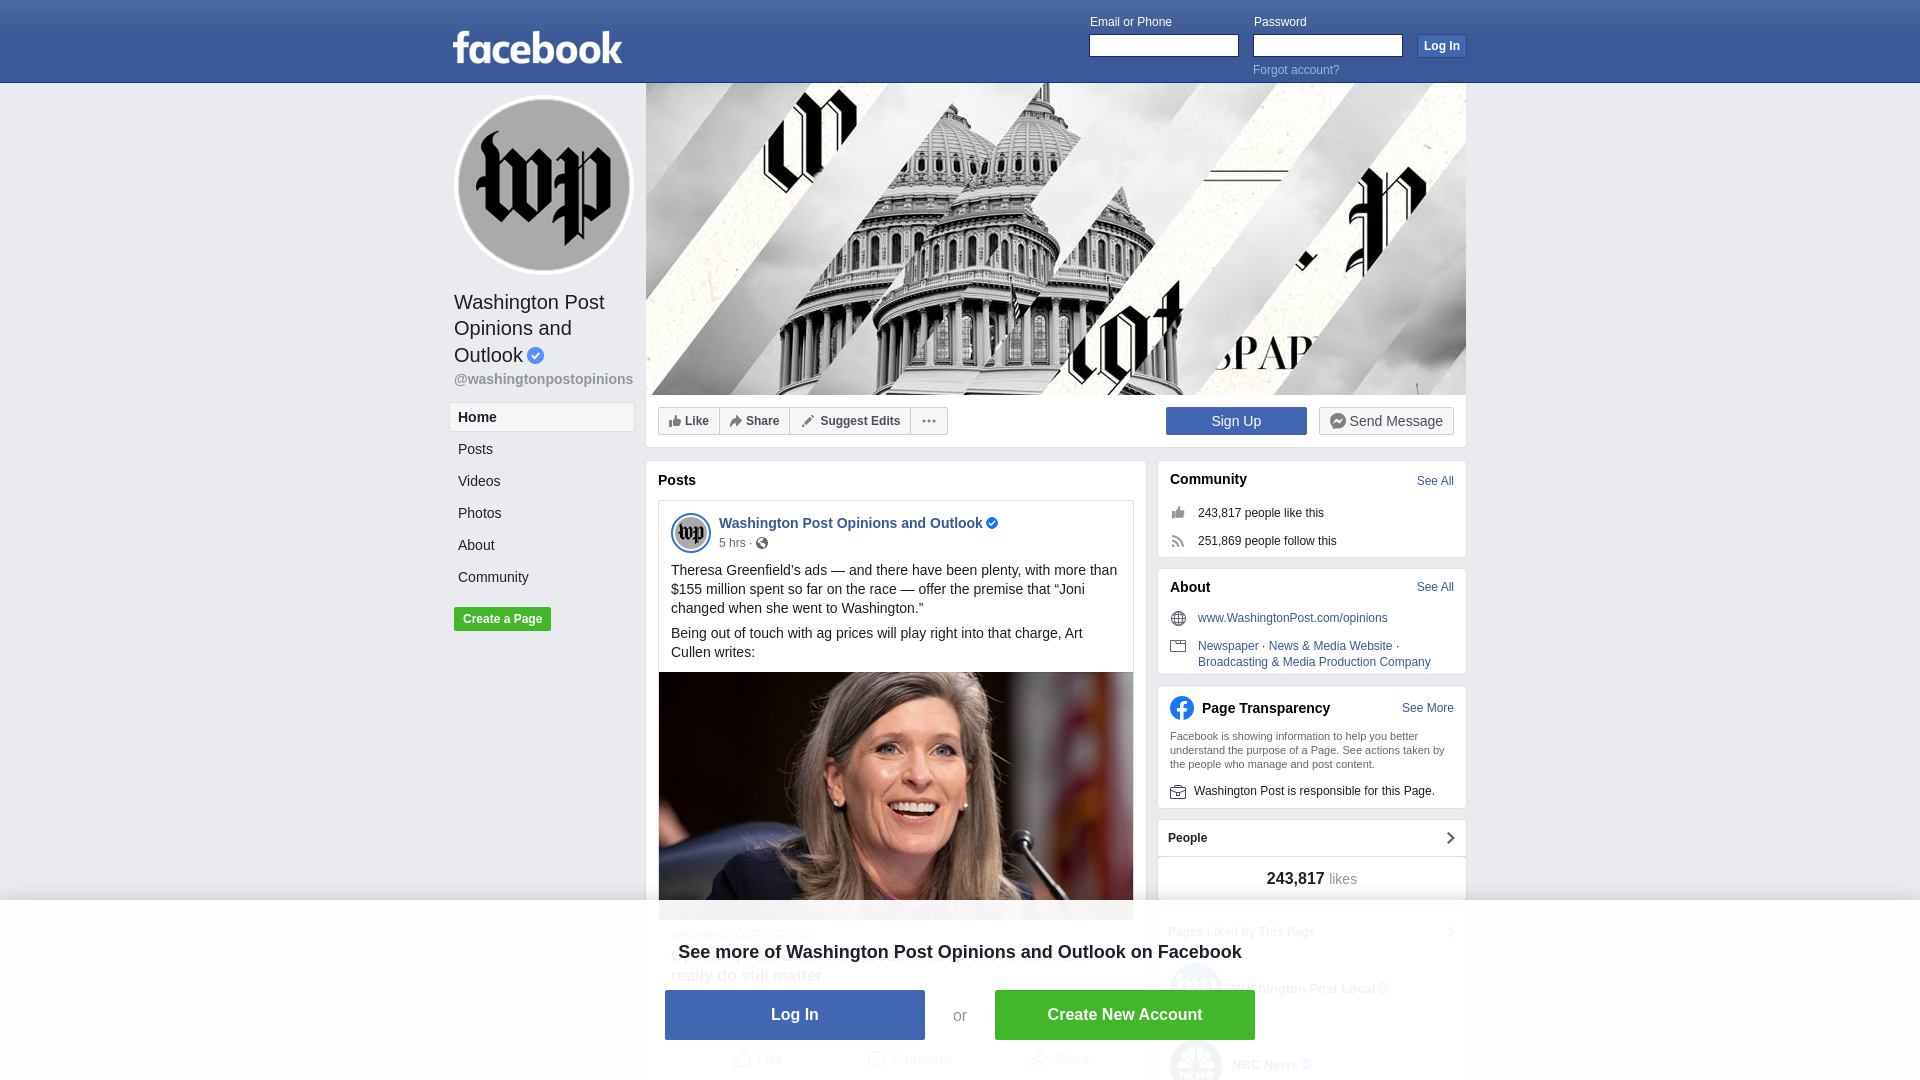 facebook
Email or Phone
Password
Log In
Forgot account?
wp
Washington Post
Opinions and
Outlook
@washingtonpostopinions
Home
Posts
Videos
Photos
About
Community
Create a Page
Like
Share
Suggest Edits
Sign Up
Send Message
Posts
wp
Washington Post Opinions and Outlook
5 hrs ·
Theresa Greenfield’s ads — and there have been plenty, with more than
$155 million spent so far on the race — offer the premise that “Joni
changed when she went to Washington.”
Being out of touch with ag prices will play right into that charge, Art
Cullen writes:
WASHINGTONPOST.COM
really do still matter
Like
Comment
Share
Community
See All
243,817 people like this
251,869 people follow this
About
See All
www.WashingtonPost.com/opinions
Newspaper · News & Media Website ·
Broadcasting & Media Production Company
Page Transparency
See More
Facebook is showing information to help you better
understand the purpose of a Page. See actions taken by
the people who manage and post content.
Washington Post is responsible for this Page.
People
243,817 likes
Pages Liked by This Page
Washington Post Local
NBC News
NEWS
See more of Washington Post Opinions and Outlook on Facebook
Log In
or
Create New Account